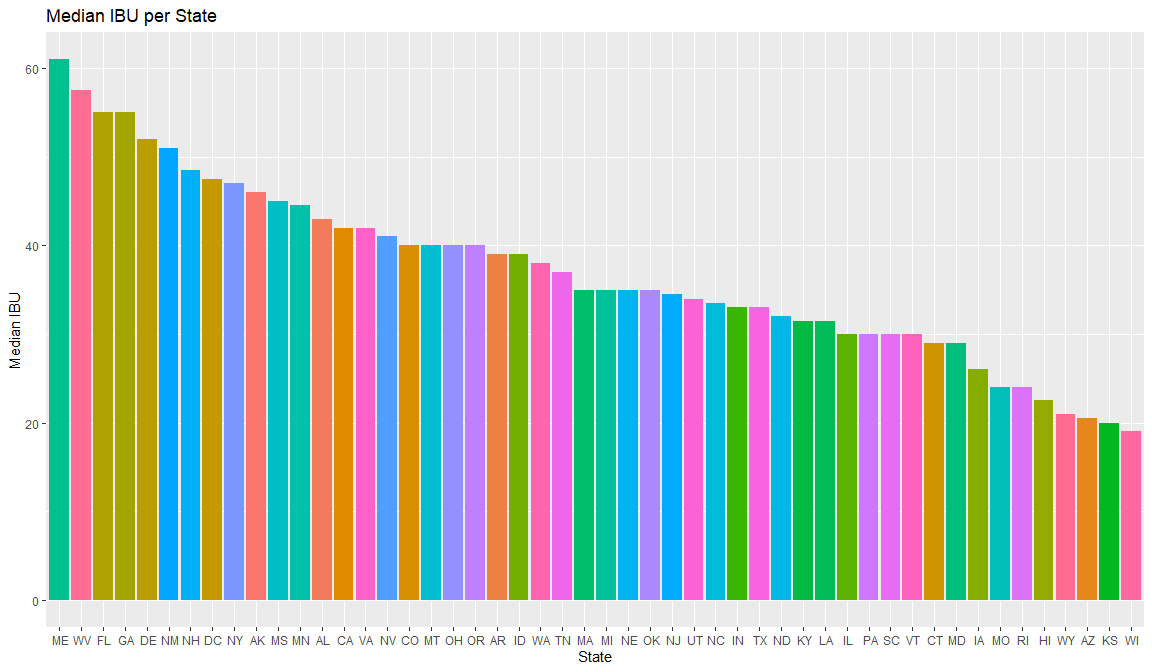 Median IBU per State
Median IBU
60
40
20
0
ME WV FL GA DE NM NH DC NY AK MS MN AL CA VA NV CO MT OH OR AR ID WA TN MA MI NE OK NJ UT NC IN TX ND KY LA IL PA SC VT CT MD IA MO RI HI WY AZ KS WI
State